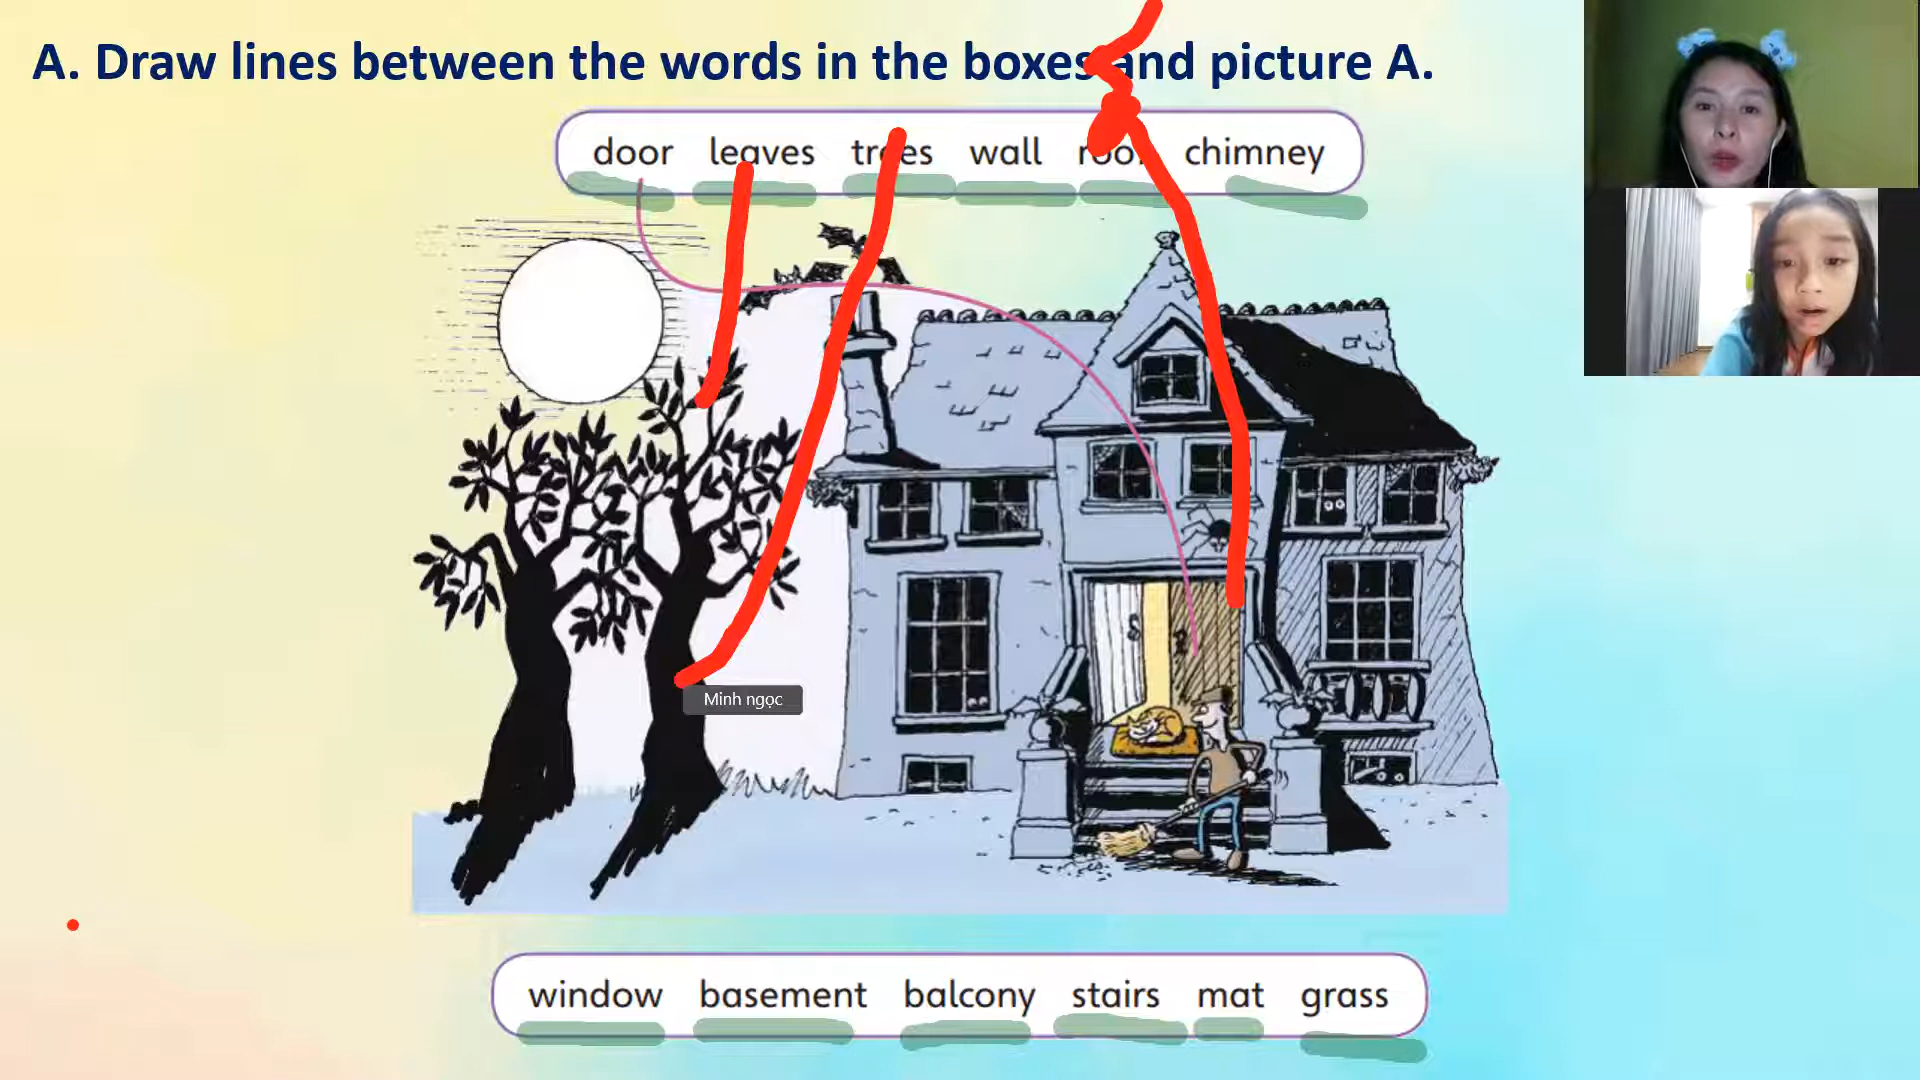 A. Draw lines between the words in the boxes and picture A.
door leaves trees wall roof chimney
Minh ngọc
window basement balcony stairs mat grass